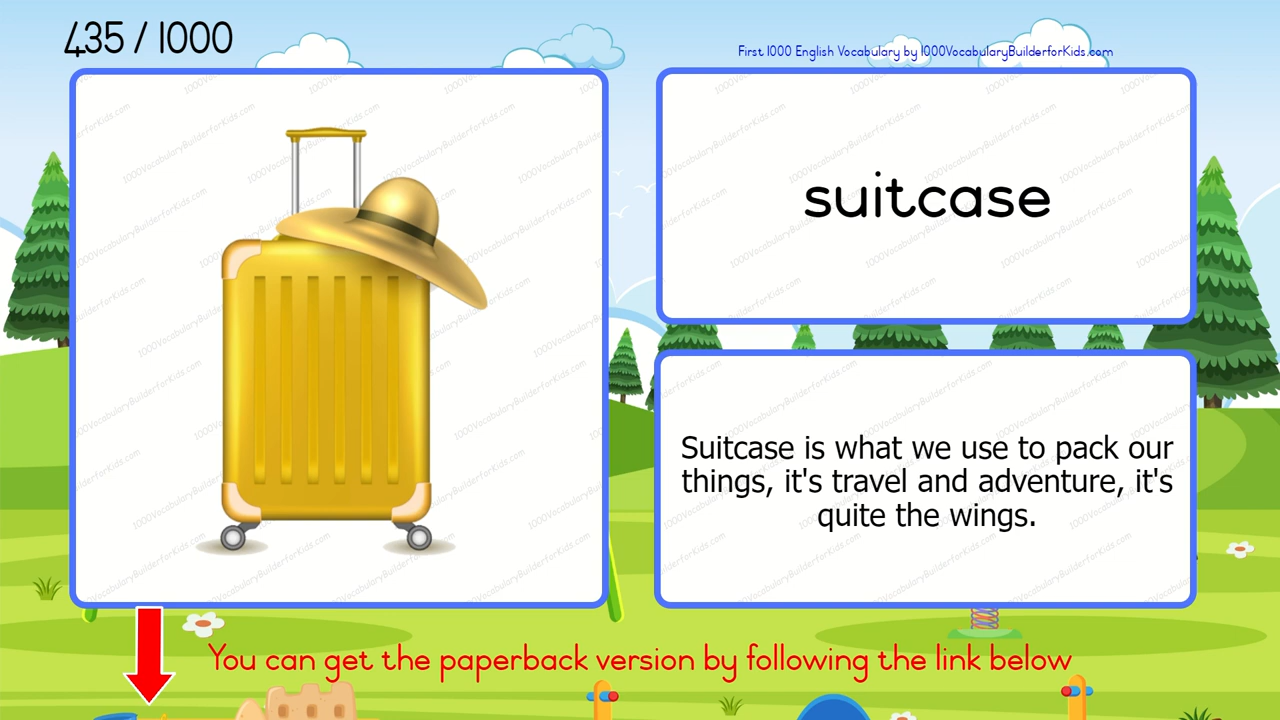 435 / 1000
First 1000 English Vocabulary by 1000VocabularyBuilderforKids.com
suitcase
Suitcase is what we use to pack our
things, it's travel and adventure, it's
quite the wings.
You can get the paperback version by following the link below
1000VocabularyBuilderforKids.com